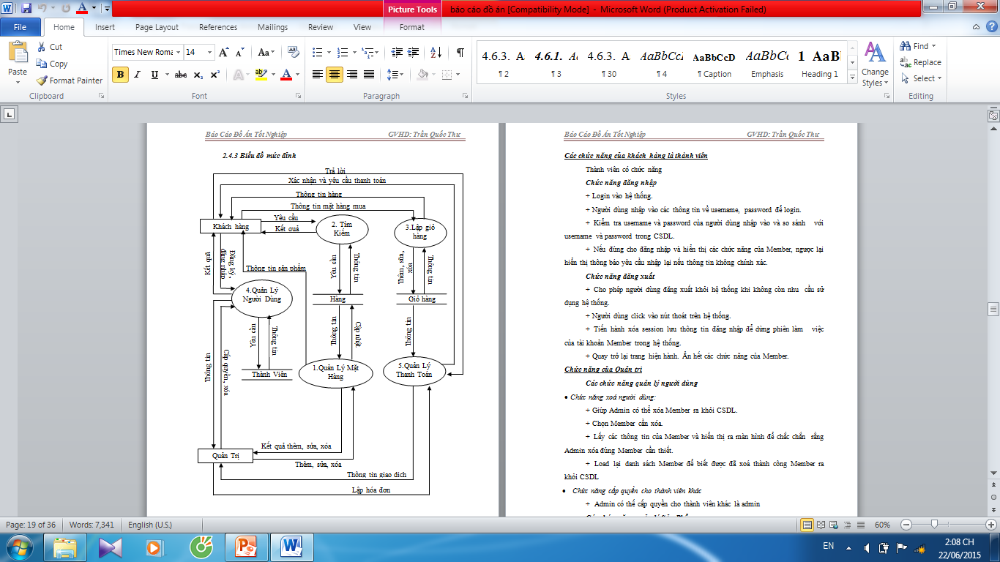 Picture Tools
báo cáo đồ án [Compatibility Mode] - Microsoft Word (Product Activation Failed)
File Home Insert Page Layout References Mailings Review View Format
Paste
Cut
Copy
Format Painter
Clipboard
Times New Roma 14
Font
Paragraph
4.6.3. A 4.6.1. A 4.6.3. A AaBbCcI AaBbCcD AaBbCc 1 AaB
¶ 2 ¶ 3 ¶ 30 ¶ 4 ¶ Caption Emphasis Heading 1
Styles
Change
Styles
Find
Replace
Select
Editing
Báo Cáo Đồ Án Tốt Nghiệp GVHD: Trần Quốc Thư
2.4.3 Biểu đồ mức đỉnh
Trả lời
Xác nhận và yêu cầu thanh toán
Thông tin hàng
Thông tin mặt hàng mua
Khách hàng
Yêu cầu
Kết quả
2. Tìm
Kiếm
3.Lập giỏ
hàng
Kết quả
Đăng ký,
đăng nhập
Thông tin sản phẩm
Yêu cầu
Thông tin
Thêm, sửa,
xóa
Thông tin
4.Quản Lý
Người Dùng
Hàng
Giỏ hàng
Yêu cầu
Thông tin
Thông tin
Cập nhật
Thông tin
Thành Viên
1.Quản Lý Mặt
Hàng
5.Quản Lý
Thanh Toán
Thông tin
Cấp quyền, xóa
Kết quả thêm, sửa, xóa
Quản Trị
Thêm, sửa, xóa
Thông tin giao dịch
Lập hóa đơn
Báo Cáo Đồ Án Tốt Nghiệp GVHD: Trần Quốc Thư
Các chức năng của khách hàng là thành viên
Thành viên có chức năng
Chức năng đăng nhập
+ Login vào hệ thống.
+ Người dùng nhập vào các thông tin về username, password để login.
+ Kiểm tra username và password của người dùng nhập vào và so sánh với
username và password trong CSDL.
+ Nếu đúng cho đăng nhập và hiển thị các chức năng của Member, ngược lại
hiển thị thông báo yêu cầu nhập lại nếu thông tin không chính xác.
Chức năng đăng xuất
+ Cho phép người dùng đăng xuất khỏi hệ thống khi không còn nhu cầu sử
dụng hệ thống.
+ Người dùng click vào nút thoát trên hệ thống.
+ Tiến hành xóa session lưu thông tin đăng nhập để dừng phiên làm việc
của tài khoản Member trong hệ thống.
+ Quay trở lại trang hiện hành. Ẩn hết các chức năng của Member.
Chức năng của Quản trị
Các chức năng quản lý người dùng
• Chức năng xoá người dùng:
+ Giúp Admin có thể xóa Member ra khỏi CSDL.
+ Chọn Member cần xóa.
+ Lấy các thông tin của Member và hiển thị ra màn hình để chắc chắn rằng
Admin xóa đúng Member cần thiết.
+ Load lại danh sách Member để biết được đã xoá thành công Member ra
khỏi CSDL
• Chức năng cấp quyền cho thành viên khác
+ Admin có thể cấp quyền cho thành viên khác là admin
Page: 19 of 36 Words: 7,341 English (U.S.) 60%
EN
2:08 CH
22/06/2015